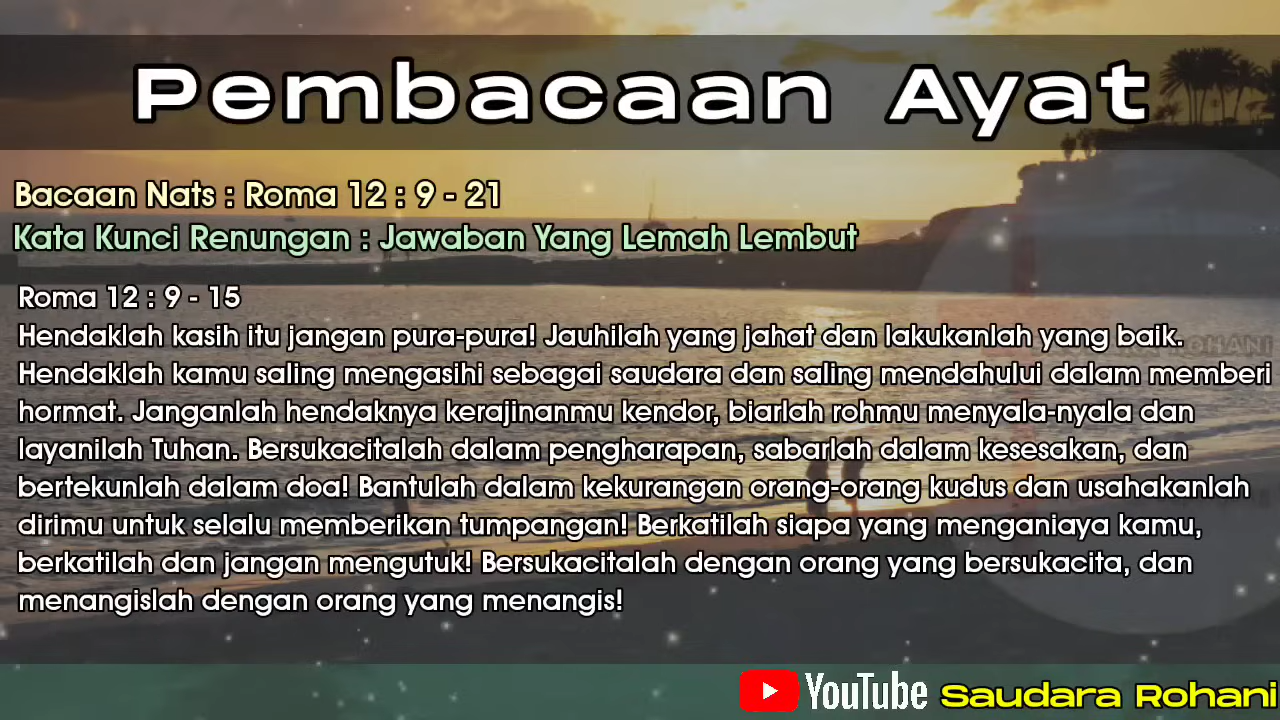 Pembacaan Ayat
Bacaan Nats : Roma 12 : 9 - 21
Kata Kunci Renungan : Jawaban Yang Lemah Lembut
Roma 12 : 9 - 15
Hendaklah kasih itu jangan pura-pura! Jauhilah yang jahat dan lakukanlah yang baik.
Hendaklah kamu saling mengasihi sebagai saudara dan saling mendahului dalam memberi
hormat. Janganlah hendaknya kerajinanmu kendor, biarlah rohmu menyala-nyala dan
layanilah Tuhan. Bersukacitalah dalam pengharapan, sabarlah dalam kesesakan, dan
bertekunlah dalam doa! Bantulah dalam kekurangan orang-orang kudus dan usahakanlah
dirimu untuk selalu memberikan tumpangan! Berkatilah siapa yang menganiaya kamu,
berkatilah dan jangan mengutuk! Bersukacitalah dengan orang yang bersukacita, dan
menangislah dengan orang yang menangis!
YouTube Saudara Rohani